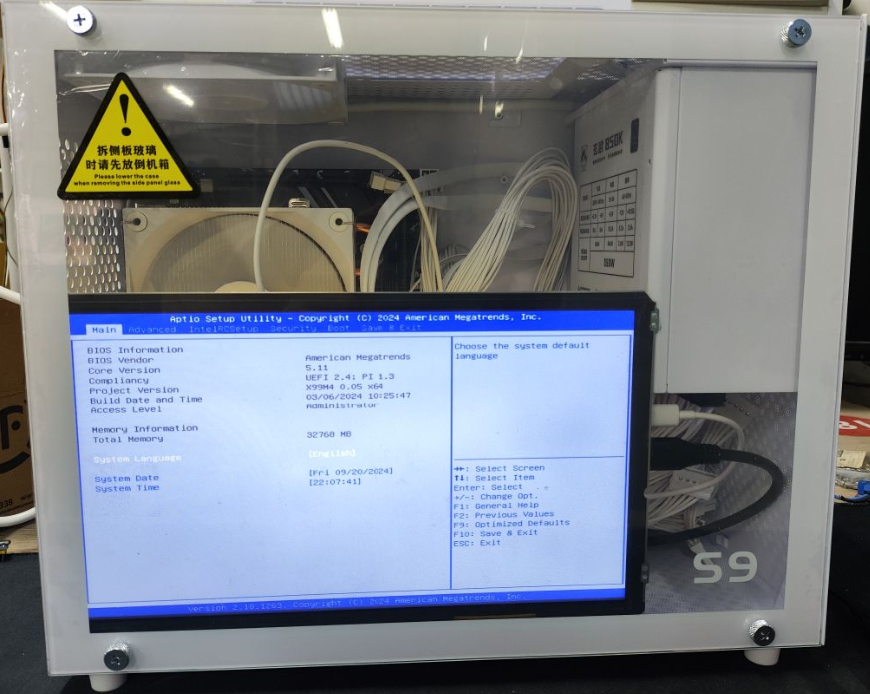 拆侧板玻璃
时请先放倒机箱
Please lower the case
when removing the side panel glass
850K
550W
Aptio Setup Utility - Copyright (C) 2024 American Megatrends, Inc.
Main Advanced IntelRCSetup Security Boot Save & Exit
BIOS Information
BIOS Vendor American Megatrends
Core Version 5.11
Compliancy UEFI 2.4; PI 1.3
Project Version X99M4 0.05 x64
Build Date and Time 03/06/2024 10:25:47
Access Level Administrator
Memory Information
Total Memory 32768 MB
System Language [English]
System Date [Fri 09/20/2024]
System Time [22:07:41]
Choose the system default
language
: Select Screen
↑↓: Select Item
Enter: Select
+/-: Change Opt.
F1: General Help
F2: Previous Values
F9: Optimized Defaults
F10: Save & Exit
ESC: Exit
Version 2.18.1263. Copyright (C) 2024 American Megatrends, Inc.
S9